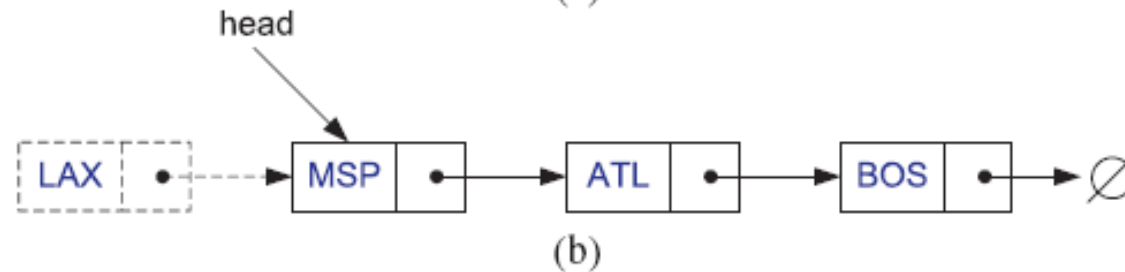 head
LAX MSP ATL BOS ∅
(b)